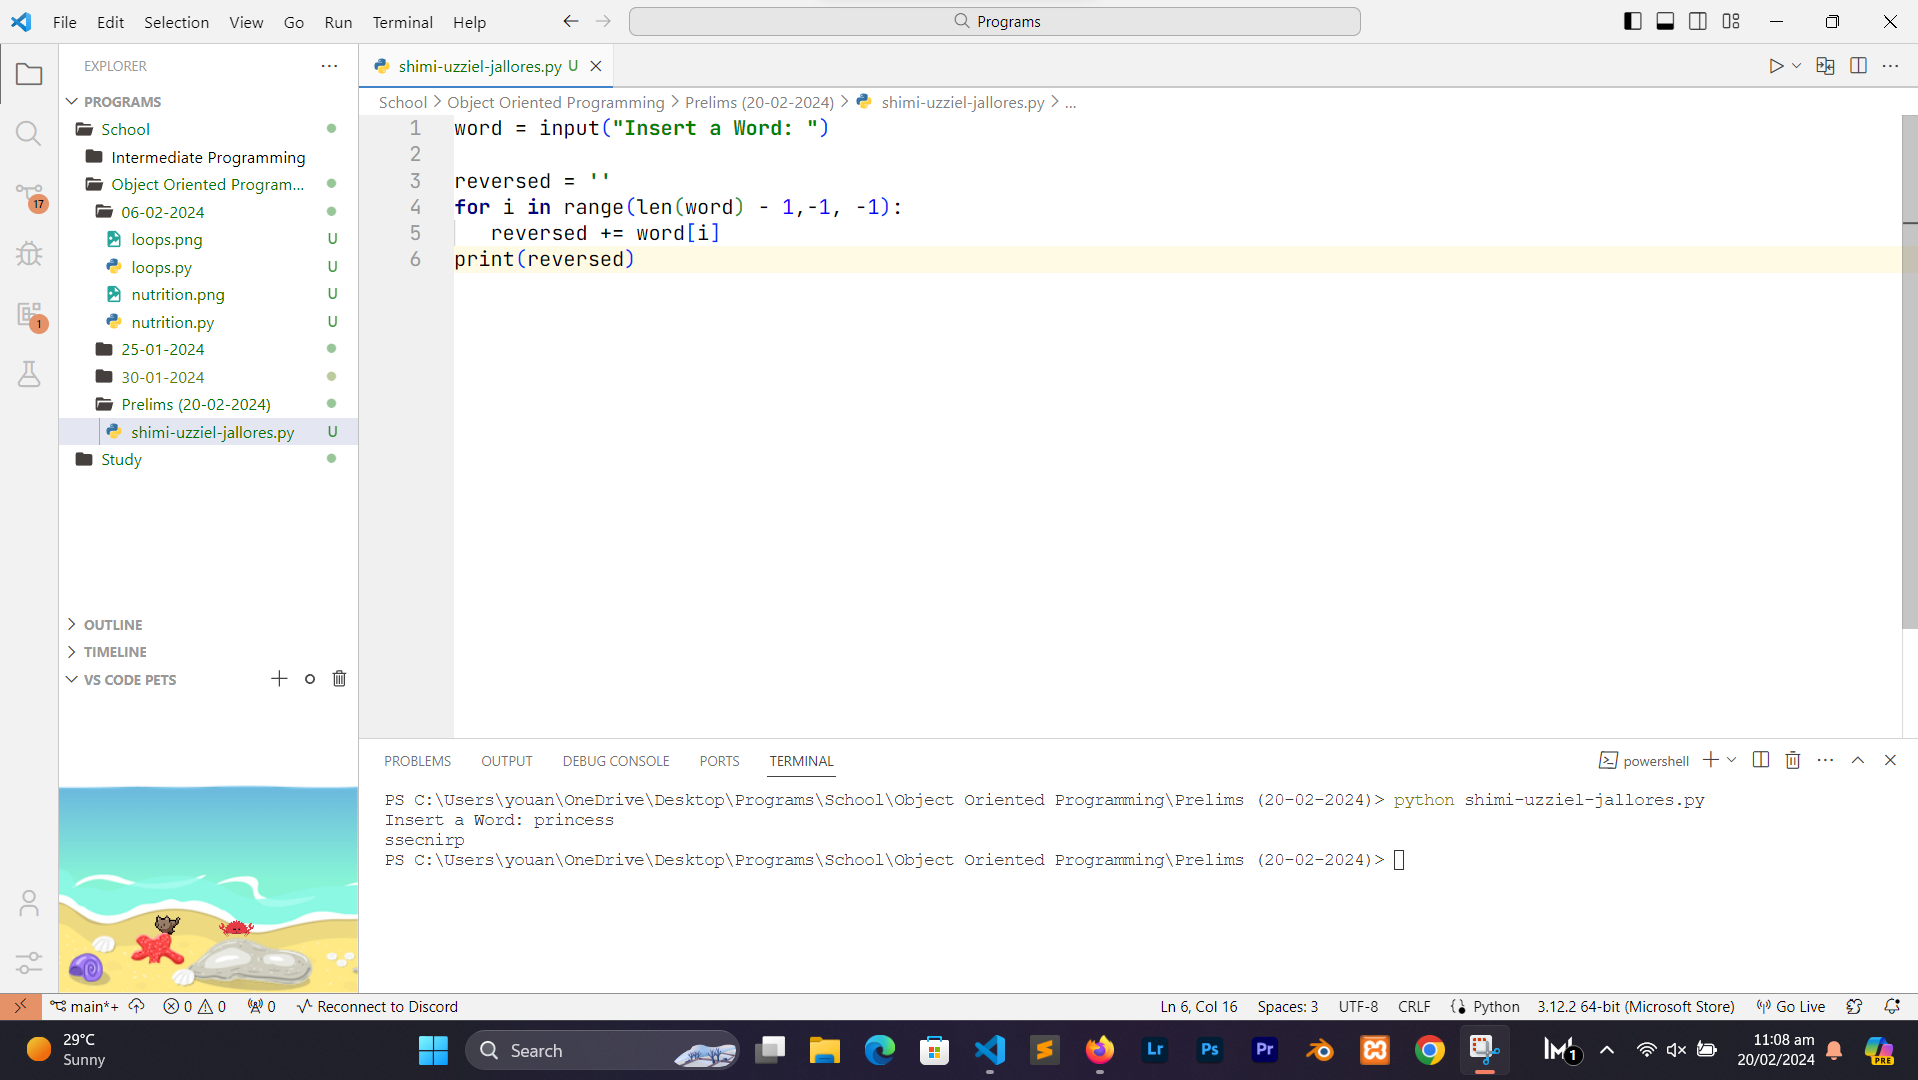 File Edit Selection View Go Run Terminal Help
Programs
EXPLORER
PROGRAMS
School
Intermediate Programming
Object Oriented Program...
06-02-2024
loops.png U
loops.py U
nutrition.png U
nutrition.py U
25-01-2024
30-01-2024
Prelims (20-02-2024)
shimi-uzziel-jallores.py U
Study
OUTLINE
TIMELINE
VS CODE PETS
17
1
shimi-uzziel-jallores.py U
School > Object Oriented Programming > Prelims (20-02-2024) > shimi-uzziel-jallores.py > ...
1 word = input("Insert a Word: ")
2
3 reversed = ''
4 for i in range(len(word) - 1,-1, -1):
5 reversed += word[i]
6 print(reversed)
PROBLEMS OUTPUT DEBUG CONSOLE PORTS TERMINAL
powershell
PS C:\Users\youan\OneDrive\Desktop\Programs\School\Object Oriented Programming\Prelims (20-02-2024)> python shimi-uzziel-jallores.py
Insert a Word: princess
ssecnirp
PS C:\Users\youan\OneDrive\Desktop\Programs\School\Object Oriented Programming\Prelims (20-02-2024)>
main*+ 0 0 0 Reconnect to Discord
Ln 6, Col 16 Spaces: 3 UTF-8 CRLF Python 3.12.2 64-bit (Microsoft Store) Go Live
29°C
Sunny
Search
Lr Ps Pr
1
11:08 am
20/02/2024
PRE